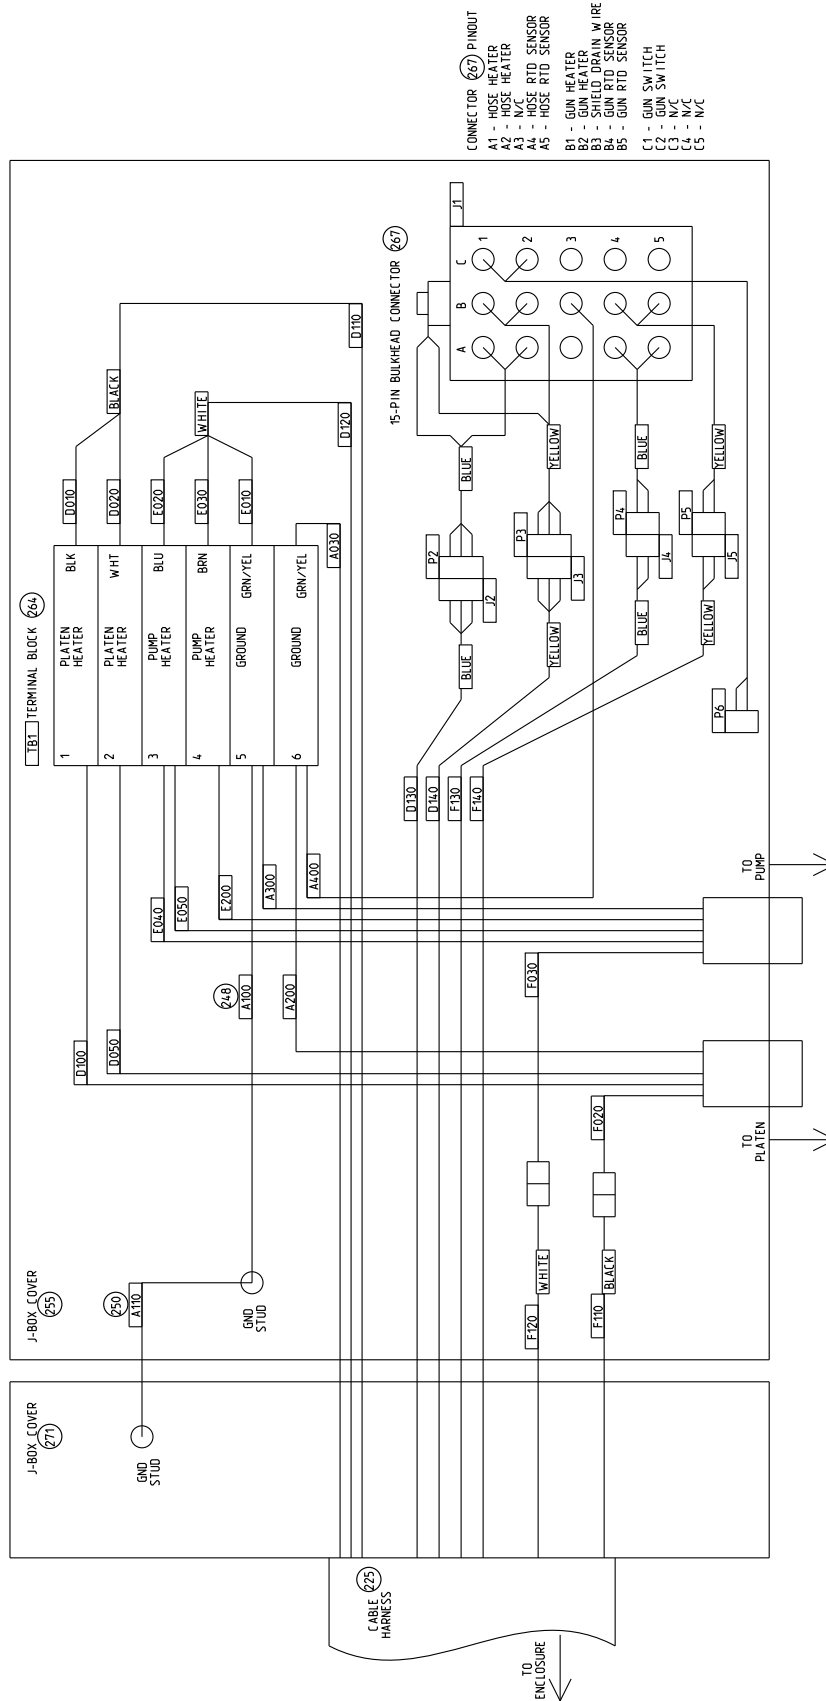 J-BOX COVER
271
GND
STUD
J-BOX COVER
255
250
A110
GND
STUD
CABLE
HARNESS
225
TO
ENCLOSURE
TB1
TERMINAL BLOCK
264
1
PLATEN
HEATER
BLK
2
PLATEN
HEATER
WHT
3
PUMP
HEATER
BLU
4
PUMP
HEATER
BRN
5
GROUND
GRN/YEL
6
GROUND
GRN/YEL
D010
D020
E020
E030
E010
BLACK
WHITE
D110
D120
A030
D100
D050
E040
E050
E200
A300
A400
248
A100
A200
D130
D140
F130
F140
F030
F020
F120
WHITE
F110
BLACK
TO
PUMP
TO
PLATEN
BLUE
YELLOW
BLUE
YELLOW
P2
J2
P3
J3
P4
J4
P5
J5
P6
BLUE
YELLOW
BLUE
YELLOW
15-PIN BULKHEAD CONNECTOR
267
J1
A
B
C
1
2
3
4
5
CONNECTOR 267 PINOUT
A1 - HOSE HEATER
A2 - HOSE HEATER
A3 - N/C
A4 - HOSE RTD SENSOR
A5 - HOSE RTD SENSOR
B1 - GUN HEATER
B2 - GUN HEATER
B3 - SHIELD DRAIN WIRE
B4 - GUN RTD SENSOR
B5 - GUN RTD SENSOR
C1 - GUN SWITCH
C2 - GUN SWITCH
C3 - N/C
C4 - N/C
C5 - N/C